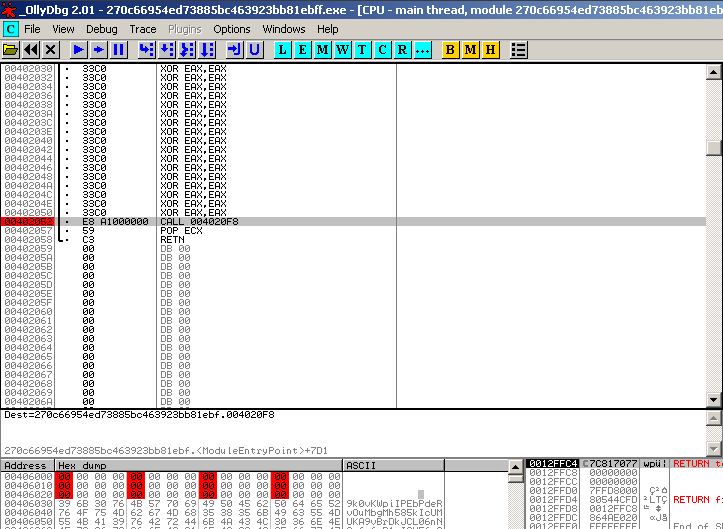 _OllyDbg 2.01 - 270c66954ed73885bc463923bb81ebff.exe - [CPU - main thread, module 270c66954ed73885bc463923bb81eb
C File View Debug Trace Plugins Options Windows Help
L E M W T C R ... B M H
00402030 33C0 XOR EAX,EAX
00402032 33C0 XOR EAX,EAX
00402034 33C0 XOR EAX,EAX
00402036 33C0 XOR EAX,EAX
00402038 33C0 XOR EAX,EAX
0040203A 33C0 XOR EAX,EAX
0040203C 33C0 XOR EAX,EAX
0040203E 33C0 XOR EAX,EAX
00402040 33C0 XOR EAX,EAX
00402042 33C0 XOR EAX,EAX
00402044 33C0 XOR EAX,EAX
00402046 33C0 XOR EAX,EAX
00402048 33C0 XOR EAX,EAX
0040204A 33C0 XOR EAX,EAX
0040204C 33C0 XOR EAX,EAX
0040204E 33C0 XOR EAX,EAX
00402050 33C0 XOR EAX,EAX
00402052 E8 A1000000 CALL 004020F8
00402057 59 POP ECX
00402058 C3 RETN
00402059 00 DB 00
0040205A 00 DB 00
0040205B 00 DB 00
0040205C 00 DB 00
0040205D 00 DB 00
0040205E 00 DB 00
0040205F 00 DB 00
00402060 00 DB 00
00402061 00 DB 00
00402062 00 DB 00
00402063 00 DB 00
00402064 00 DB 00
00402065 00 DB 00
00402066 00 DB 00
00402067 00 DB 00
00402068 00 DB 00
00402069 00 DB 00
0040206A 00 DB 00
Dest=270c66954ed73885bc463923bb81ebf.004020F8
270c66954ed73885bc463923bb81ebf.<ModuleEntryPoint>+7D1
Address Hex dump ASCII
00406000 00 00 00 00 00 00 00 00 00 00 00 00 00 00 00 00
00406010 00 00 00 00 00 00 00 00 00 00 00 00 00 00 00 00
00406020 00 00 00 00 00 00 00 00 00 00 00 00 00 00 00 00
00406030 39 6B 30 76 4B 57 70 69 49 50 45 62 50 64 65 52 9k0vKWpiIPEbPdeR
00406040 76 4F 75 4D 62 67 4D 68 35 38 35 6B 49 63 55 4D vOuMbgMh585kIcUM
00406050 55 4B 41 39 76 42 72 44 6B 4A 43 4C 30 36 6E 4E UKA9vBrDkJCL06nN
0012FFC4 C7C817077 RETURN t
0012FFC8 00000000
0012FFCC 00000000
0012FFD0 7FFD8000
0012FFD4 00544CFD RETURN f
0012FFD8 0012FFC8
0012FFDC 864AE020
0012FFE0 FFFFFFFF End of S